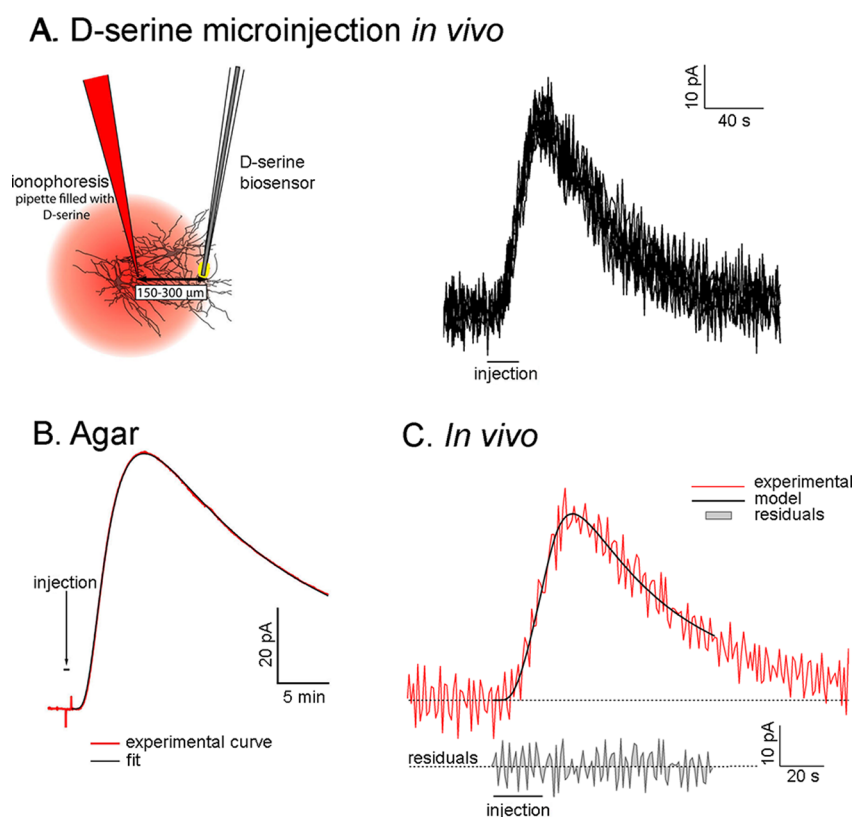 A. D-serine microinjection in vivo
ionophoresis
pipette filled with
D-serine
D-serine
biosensor
150-300 µm
10 pA
40 s
injection
B. Agar
injection
20 pA
5 min
experimental curve
fit
C. In vivo
experimental
model
residuals
residuals
injection
10 pA
20 s